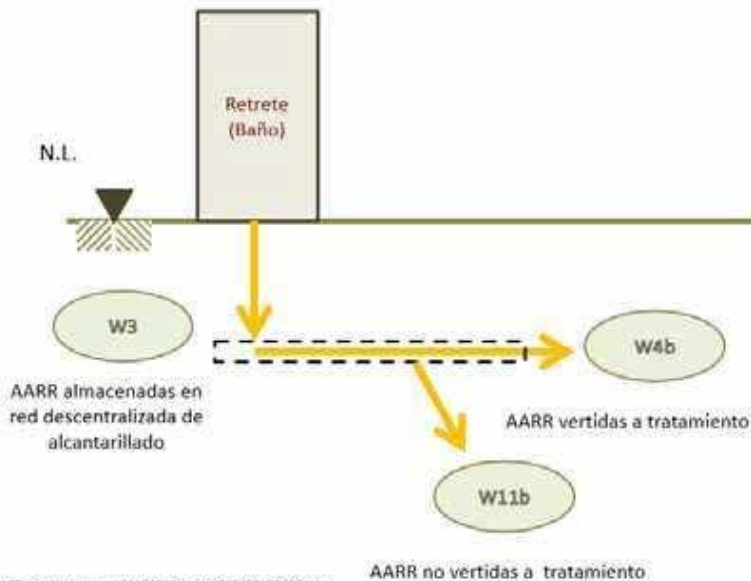 Retrete
(Baño)
N.L.
W3
AARR almacenadas en
red descentralizada de
alcantarillado
W4b
AARR vertidas a tratamiento
W11b
AARR no vertidas a tratamiento